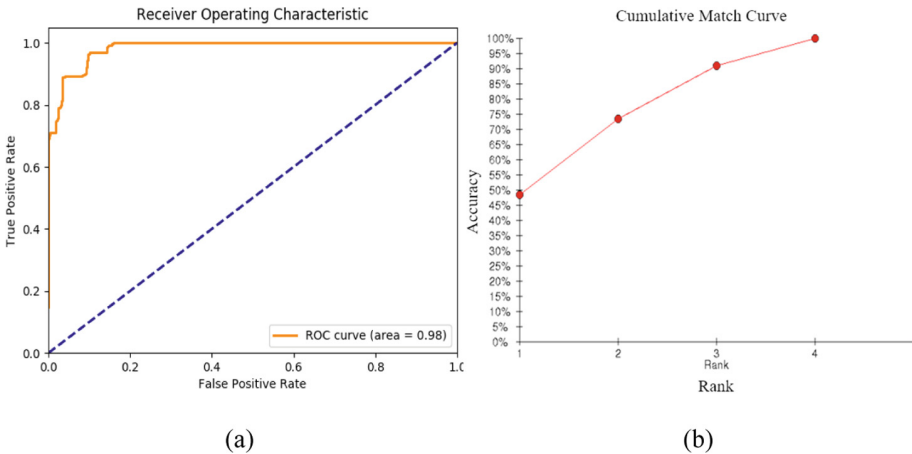 Receiver Operating Characteristic
1.0
0.8
0.6
0.4
0.2
0.0
True Positive Rate
0.0 0.2 0.4 0.6 0.8 1.0
False Positive Rate
ROC curve (area = 0.98)
(a)
Cumulative Match Curve
100%
95%
90%
85%
80%
75%
70%
65%
60%
55%
50%
45%
40%
35%
30%
25%
20%
15%
10%
5%
0%
Accuracy
1 2 3 4
Rank
Rank
(b)